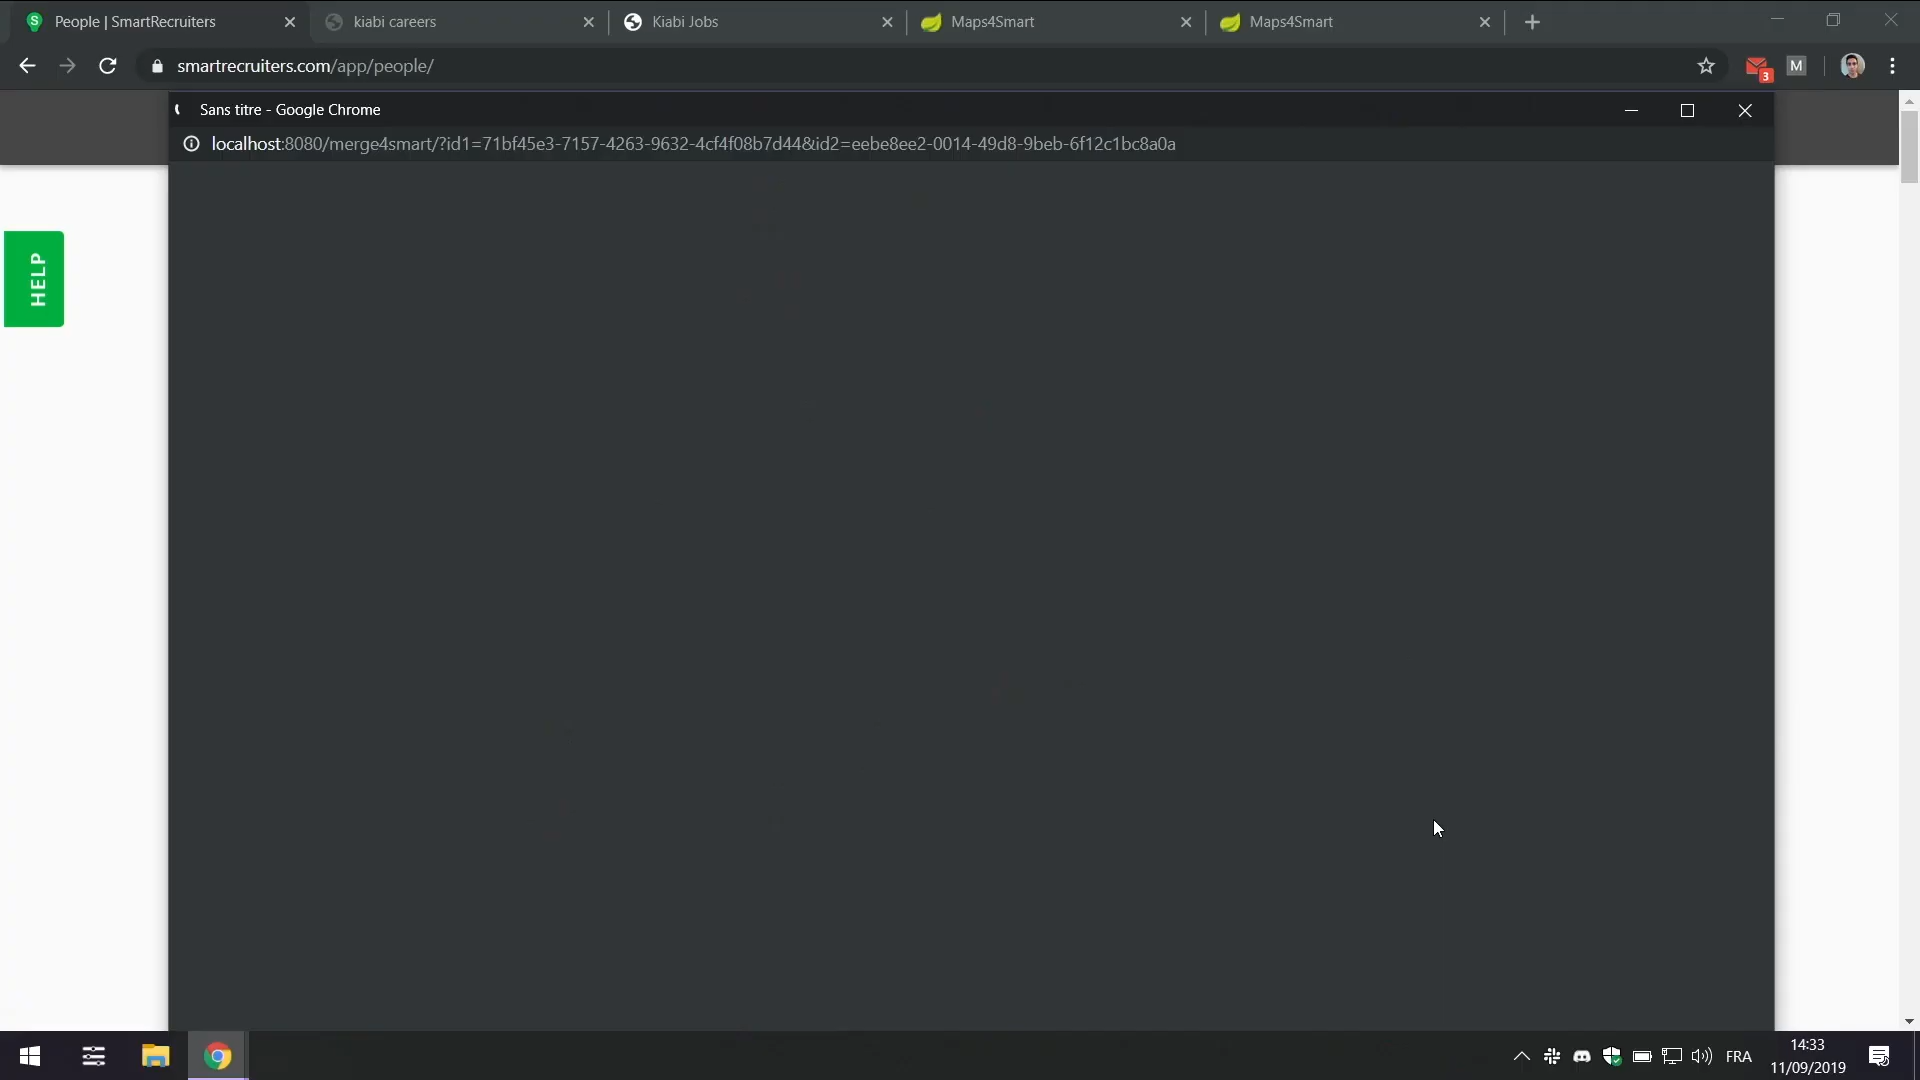 People | SmartRecruiters
kiabi careers
Kiabi Jobs
Maps4Smart
Maps4Smart
smartrecruiters.com/app/people/
3
M
Sans titre - Google Chrome
localhost:8080/merge4smart/?id1=71bf45e3-7157-4263-9632-4cf4f08b7d44&id2=eebe8ee2-0014-49d8-9beb-6f12c1bc8a0a
HELP
FRA
14:33
11/09/2019